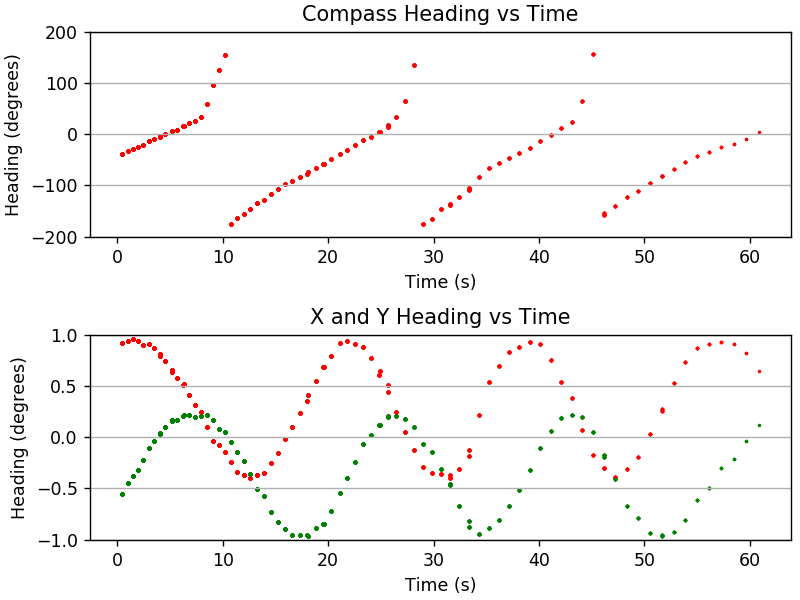 Compass Heading vs Time
Heading (degrees)
200
100
0
−100
−200
0 10 20 30 40 50 60
Time (s)
X and Y Heading vs Time
Heading (degrees)
1.0
0.5
0.0
−0.5
−1.0
0 10 20 30 40 50 60
Time (s)